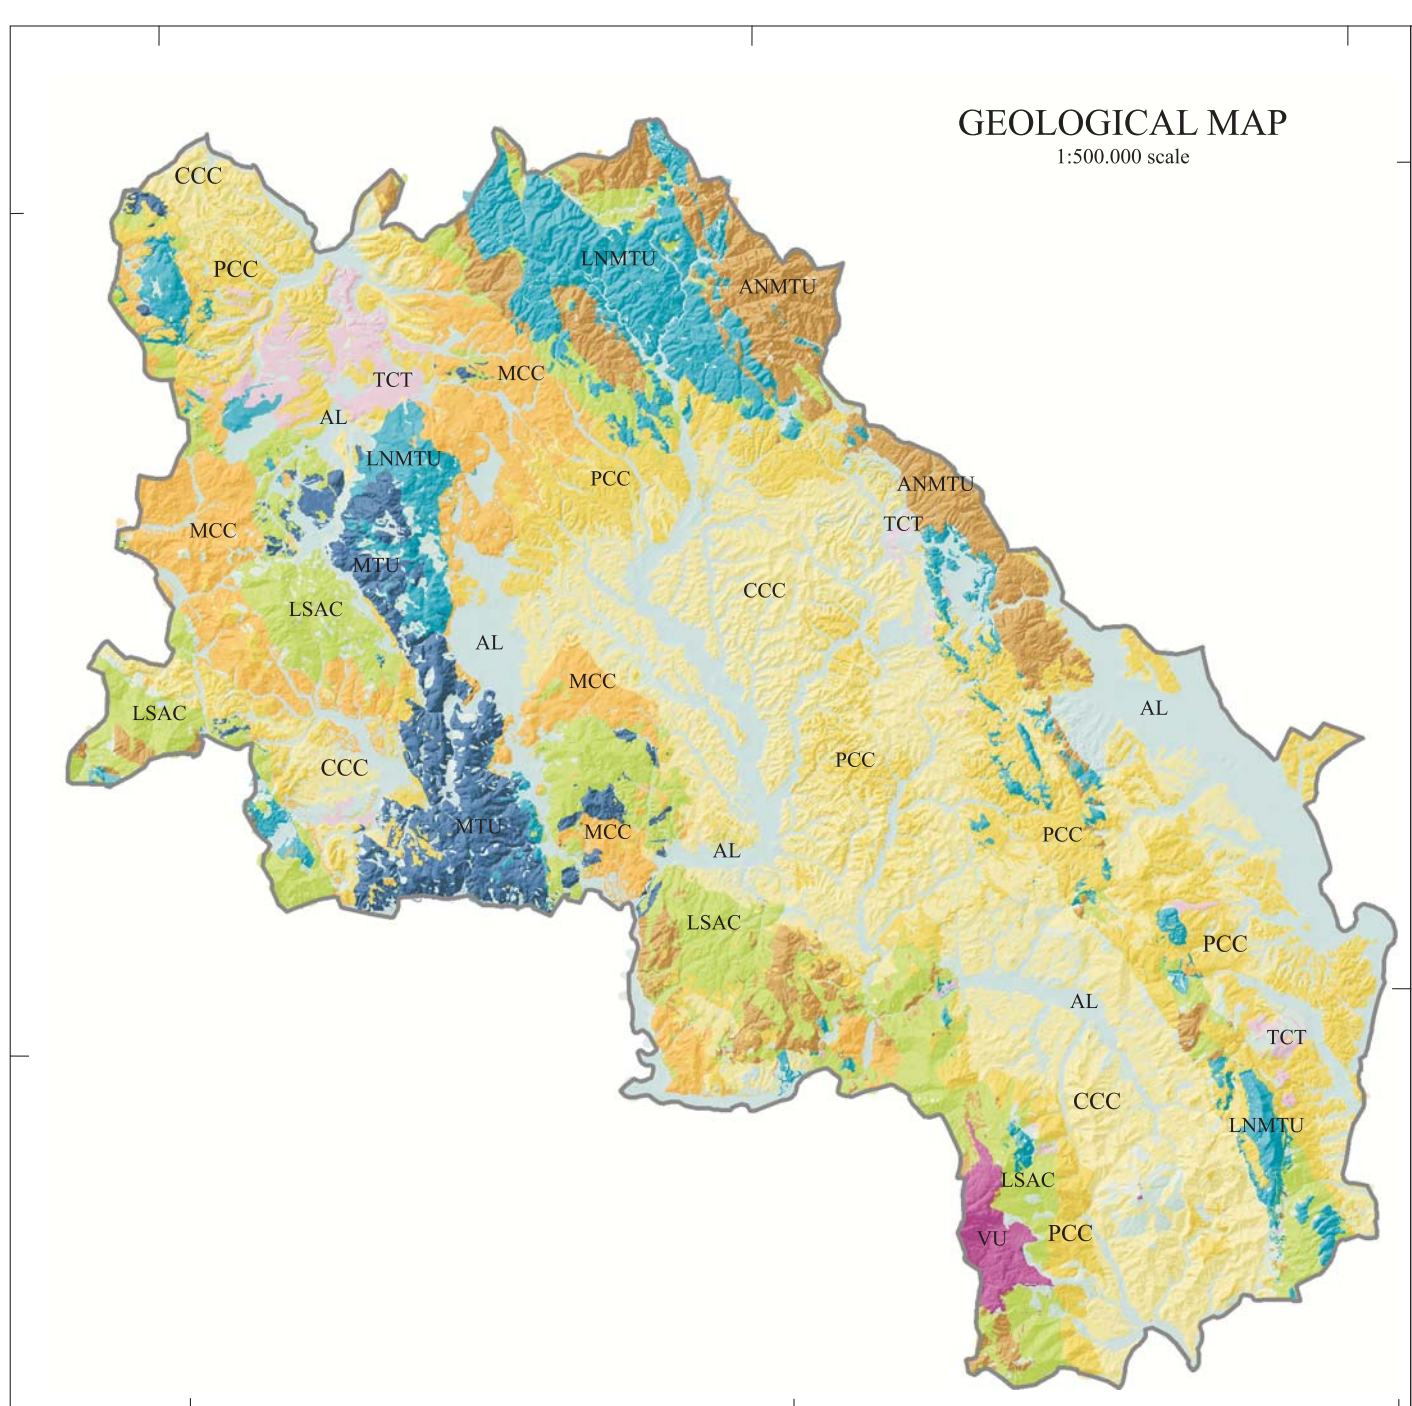 GEOLOGICAL MAP
1:500.000 scale
CCC
LNMTU
PCC
ANMTU
MCC
TCT
AL
LNMTU
PCC
ANMTU
TCT
MCC
MTU
CCC
LSAC
AL
MCC
AL
LSAC
PCC
CCC
MTU
MCC
PCC
AL
LSAC
PCC
AL
TCT
CCC
LNMTU
LSAC
PCC
VU